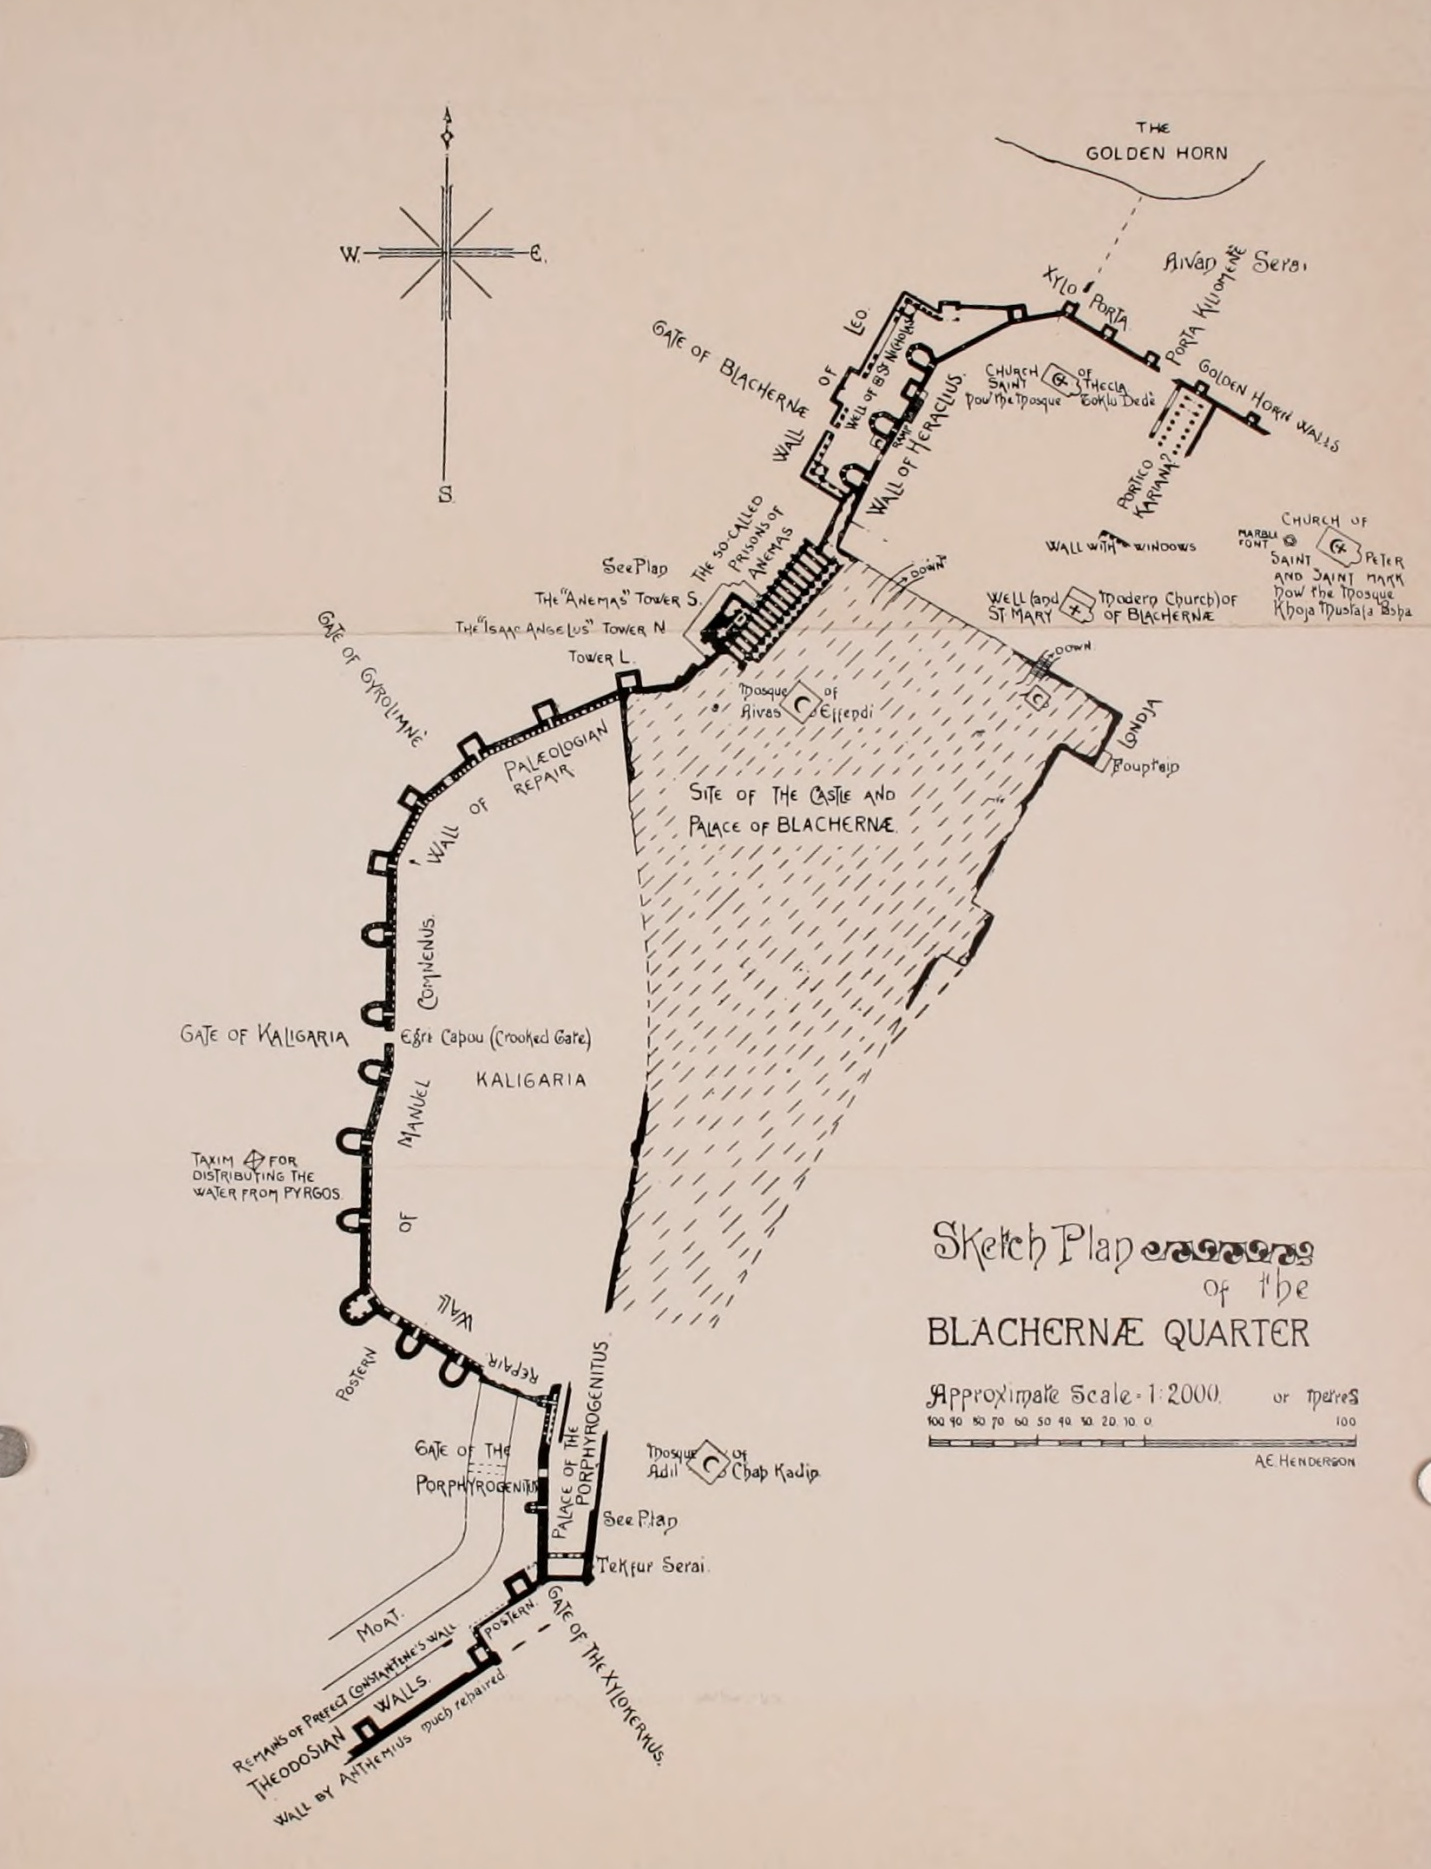 THE
GOLDEN HORN
W.
E.
S.
Aivan Serai
XYLO PORTA.
PORTA KILIOMENÈ
GOLDEN HORN WALLS
GATE OF BLACHERNÆ
WALL OF LEO.
WELL OF B ST NICHOLAS
RAMP
WALL OF HERACLIUS.
CHURCH OF
SAINT THECLA
Now the Mosque Toklu Dedè
PORTICO
KARIANA?
WALL WITH WINDOWS
CHURCH OF
MARBLE
FONT
SAINT PETER
AND SAINT MARK
Now the Mosque
Khoja Mustafa Pasha
THE SO-CALLED
PRISONS OF
ANEMAS
See Plan
THE "ANEMAS" TOWER S.
THE "ISAAC ANGELUS" TOWER N
TOWER L.
DOWN
WELL (and Modern Church) of
ST MARY OF BLACHERNÆ
DOWN.
GATE OF GYROLIMNÈ
Mosque of
Aivas Effendi
LONDJA
Fountain
PALÆOLOGIAN
REPAIR
SITE OF THE CASTLE AND
PALACE OF BLACHERNÆ.
WALL OF
MANUEL
COMNENUS.
GATE OF KALIGARIA
Egri Capou (Crooked Gate)
KALIGARIA
TAXIM FOR
DISTRIBUTING THE
WATER FROM PYRGOS.
OF
WALL
REPAIR
POSTERN
Sketch Plan
of the
BLACHERNÆ QUARTER
Approximate Scale = 1:2000. or metres
100 90 80 70 60 50 40 30 20 10 0 100
A.E. HENDERSON
GATE OF THE
PORPHYROGENITUS
PALACE OF THE
PORPHYROGENITUS
Mosque of
Adil Shah Kadin
See Plan
Tekfur Serai.
MOAT.
POSTERN.
GATE OF THE XYLOKERKUS.
REMAINS OF PREFECT CONSTANTINE'S WALL
THEODOSIAN WALLS.
WALL BY ANTHEMIUS much repaired.